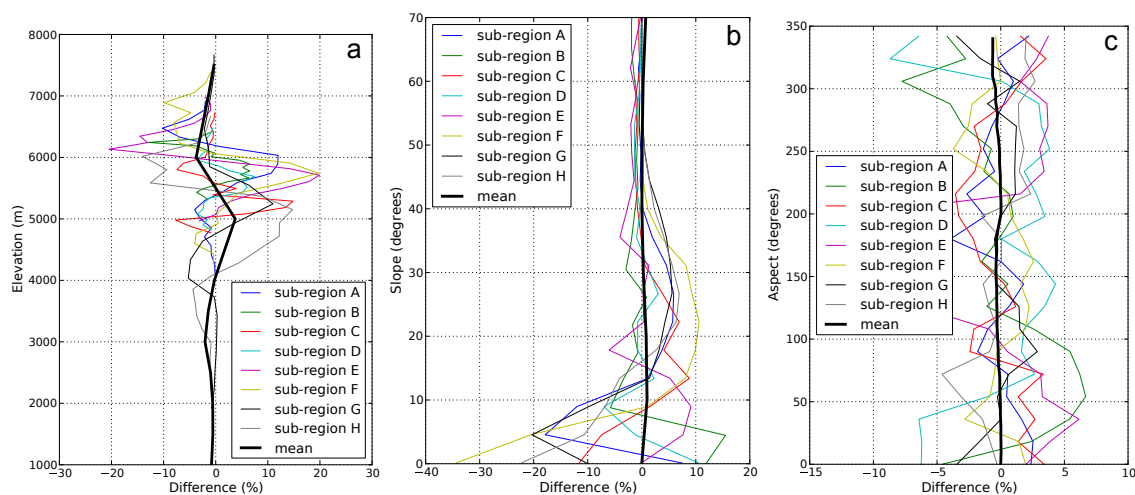 a
8000
7000
6000
5000
4000
3000
2000
1000
Elevation (m)
−30
−20
−10
0
10
20
30
Difference (%)
sub-region A
sub-region B
sub-region C
sub-region D
sub-region E
sub-region F
sub-region G
sub-region H
mean
b
70
60
50
40
30
20
10
0
Slope (degrees)
−40
−30
−20
−10
0
10
20
Difference (%)
sub-region A
sub-region B
sub-region C
sub-region D
sub-region E
sub-region F
sub-region G
sub-region H
mean
c
350
300
250
200
150
100
50
0
Aspect (degrees)
−15
−10
−5
0
5
10
Difference (%)
sub-region A
sub-region B
sub-region C
sub-region D
sub-region E
sub-region F
sub-region G
sub-region H
mean